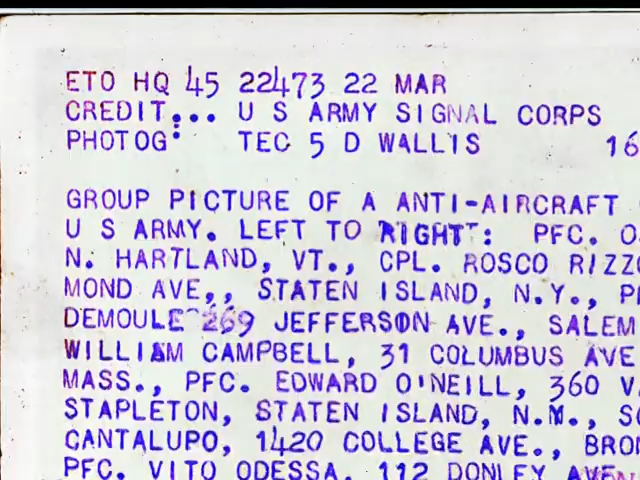 ETO HQ 45 22473 22 MAR
CREDIT... U S ARMY SIGNAL CORPS
PHOTOG: TEC 5 D WALLIS 16
GROUP PICTURE OF A ANTI-AIRCRAFT
U S ARMY. LEFT TO RIGHT: PFC. O
N. HARTLAND, VT., CPL. ROSCO RIZZO
MOND AVE,, STATEN ISLAND, N.Y., P
DEMOULE 269 JEFFERSON AVE., SALEM
WILLIAM CAMPBELL, 31 COLUMBUS AVE
MASS., PFC. EDWARD O'NEILL, 360 V
STAPLETON, STATEN ISLAND, N.Y., S
CANTALUPO, 1420 COLLEGE AVE., BRON
PFC. VITO ODESSA, 112 DONLEY AVE